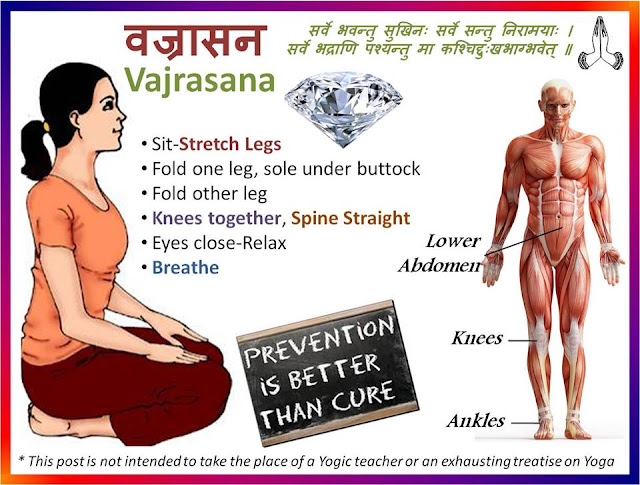 वज्रासन
Vajrasana
सर्वे भवन्तु सुखिनः सर्वे सन्तु निरामयाः ।
सर्वे भद्राणि पश्यन्तु मा कश्चिद्दुःखभाग्भवेत् ॥
• Sit-Stretch Legs
• Fold one leg, sole under buttock
• Fold other leg
• Knees together, Spine Straight
• Eyes close-Relax
• Breathe
Lower
Abdomen
Knees
Ankles
PREVENTION
IS BETTER
THAN CURE
* This post is not intended to take the place of a Yogic teacher or an exhausting treatise on Yoga